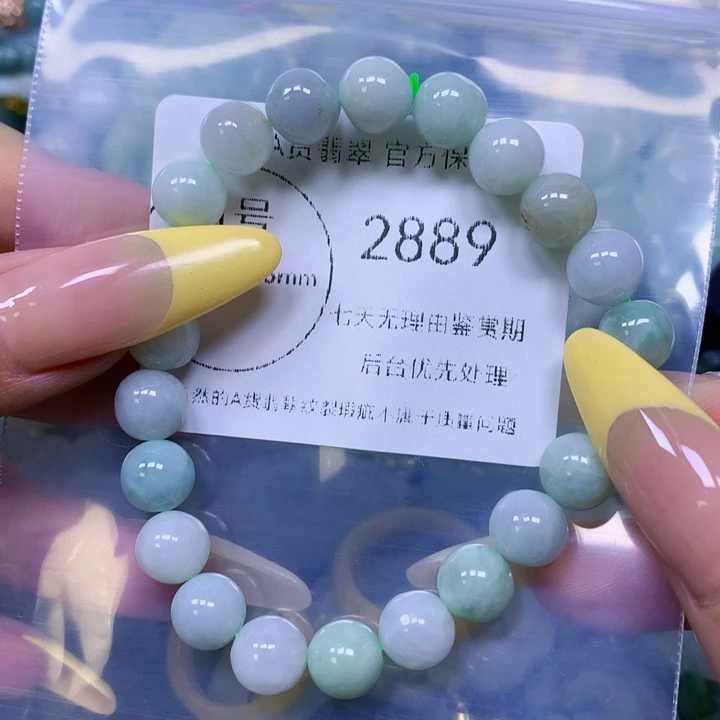 A货翡翠 官方保
号
2889
mm
七天无理由鉴赏期
后台优先处理
然的A货翡翠纹裂瑕疵不属于质量问题